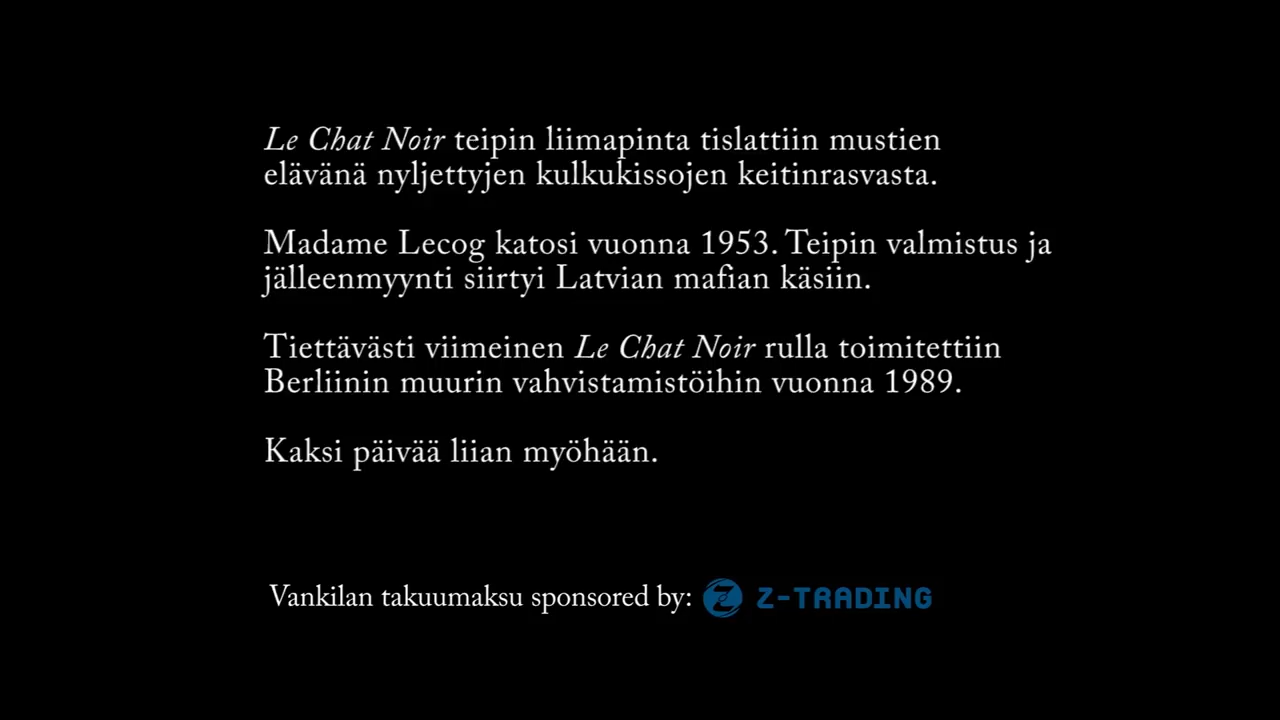 Le Chat Noir teipin liimapinta tislattiin mustien
elävänä nyljettyjen kulkukissojen keitinrasvasta.
Madame Lecog katosi vuonna 1953. Teipin valmistus ja
jälleenmyynti siirtyi Latvian mafian käsiin.
Tiettävästi viimeinen Le Chat Noir rulla toimitettiin
Berliinin muurin vahvistamistöihin vuonna 1989.
Kaksi päivää liian myöhään.
Vankilan takuumaksu sponsored by: Z-TRADING